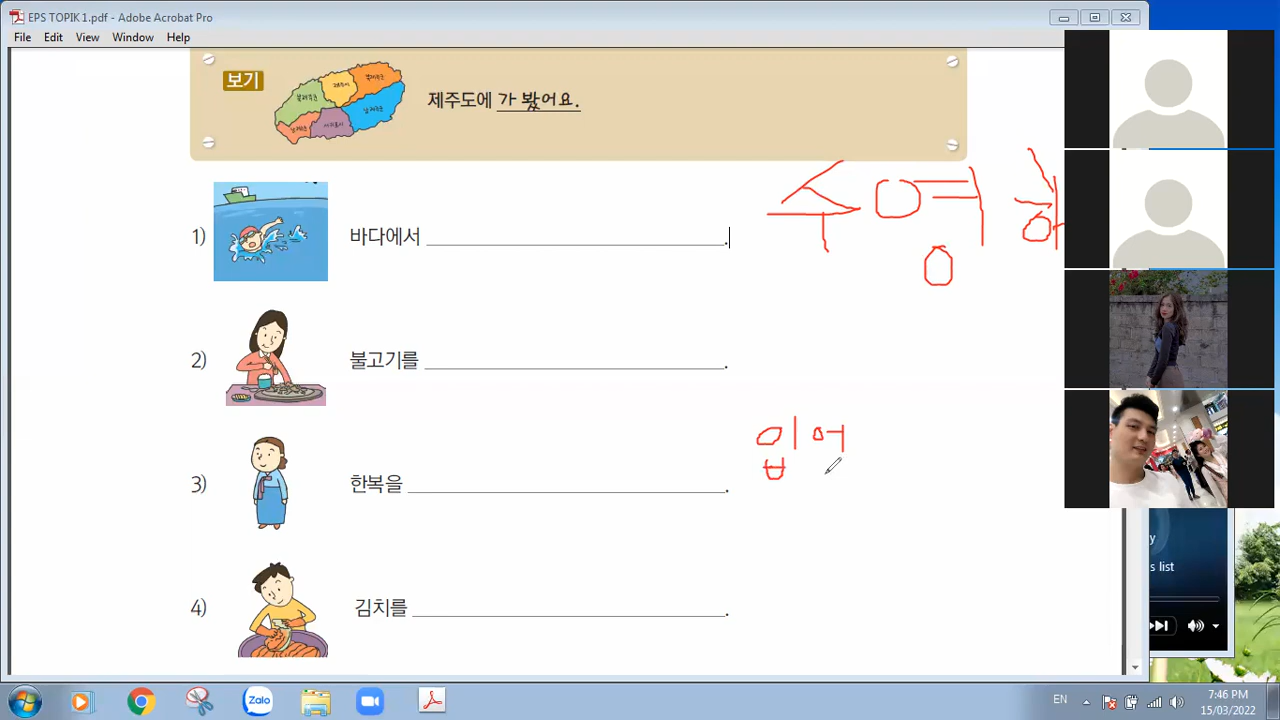 EPS TOPIK 1.pdf - Adobe Acrobat Pro
File Edit View Window Help
보기
제주도에 가 봤어요.
1) 바다에서 .
수영 해
2) 불고기를 .
입어
3) 한복을 .
4) 김치를 .
s list
Zalo
EN
7:46 PM
15/03/2022